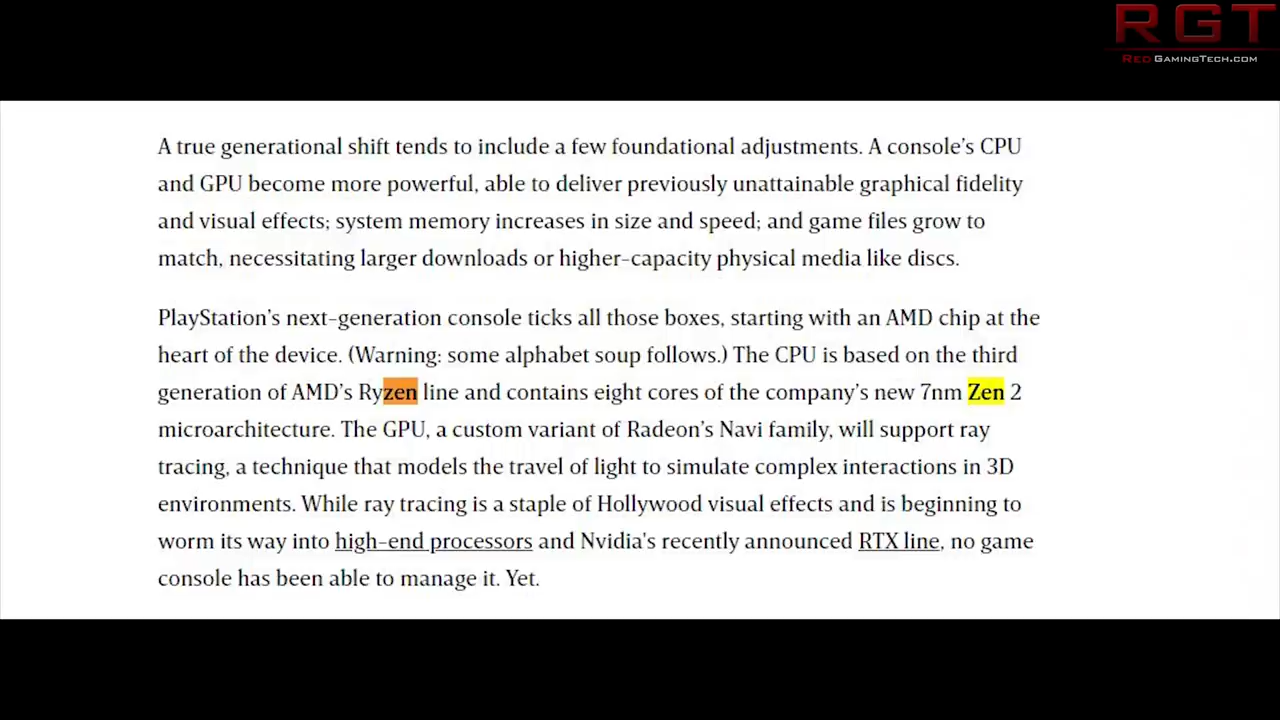 RGT
RedGamingTech.com
A true generational shift tends to include a few foundational adjustments. A console’s CPU
and GPU become more powerful, able to deliver previously unattainable graphical fidelity
and visual effects; system memory increases in size and speed; and game files grow to
match, necessitating larger downloads or higher-capacity physical media like discs.
PlayStation’s next-generation console ticks all those boxes, starting with an AMD chip at the
heart of the device. (Warning: some alphabet soup follows.) The CPU is based on the third
generation of AMD’s Ryzen line and contains eight cores of the company’s new 7nm Zen 2
microarchitecture. The GPU, a custom variant of Radeon’s Navi family, will support ray
tracing, a technique that models the travel of light to simulate complex interactions in 3D
environments. While ray tracing is a staple of Hollywood visual effects and is beginning to
worm its way into high-end processors and Nvidia's recently announced RTX line, no game
console has been able to manage it. Yet.